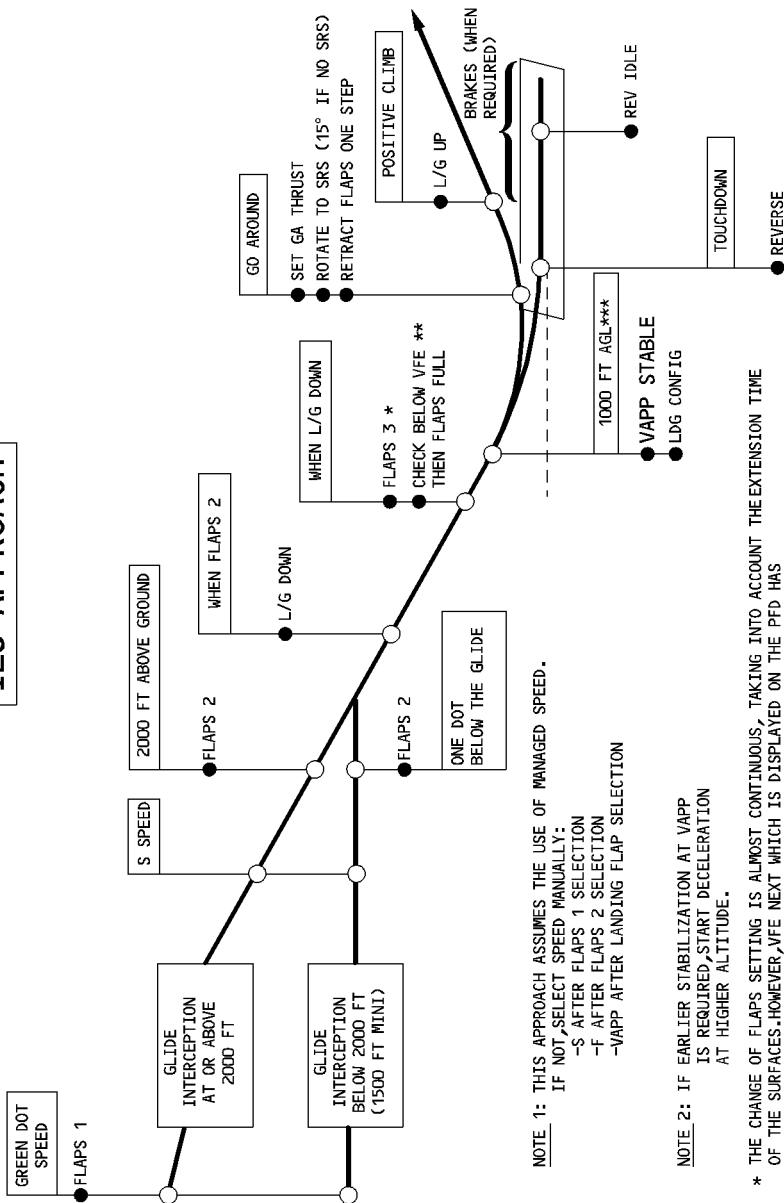 ILS APPROACH
GREEN DOT
SPEED
FLAPS 1
GLIDE
INTERCEPTION
AT OR ABOVE
2000 FT
GLIDE
INTERCEPTION
BELOW 2000 FT
(1500 FT MINI)
S SPEED
2000 FT ABOVE GROUND
FLAPS 2
FLAPS 2
ONE DOT
BELOW THE GLIDE
WHEN FLAPS 2
L/G DOWN
WHEN L/G DOWN
FLAPS 3 *
CHECK BELOW VFE **
THEN FLAPS FULL
GO AROUND
SET GA THRUST
ROTATE TO SRS (15° IF NO SRS)
RETRACT FLAPS ONE STEP
POSITIVE CLIMB
L/G UP
BRAKES (WHEN
REQUIRED)
REV IDLE
TOUCHDOWN
REVERSE
1000 FT AGL***
VAPP STABLE
LDG CONFIG
NOTE 1: THIS APPROACH ASSUMES THE USE OF MANAGED SPEED.
IF NOT,SELECT SPEED MANUALLY:
-S AFTER FLAPS 1 SELECTION
-F AFTER FLAPS 2 SELECTION
-VAPP AFTER LANDING FLAP SELECTION
NOTE 2: IF EARLIER STABILIZATION AT VAPP
IS REQUIRED,START DECELERATION
AT HIGHER ALTITUDE.
* THE CHANGE OF FLAPS SETTING IS ALMOST CONTINUOUS, TAKING INTO ACCOUNT THE EXTENSION TIME
OF THE SURFACES.HOWEVER,VFE NEXT WHICH IS DISPLAYED ON THE PFD HAS